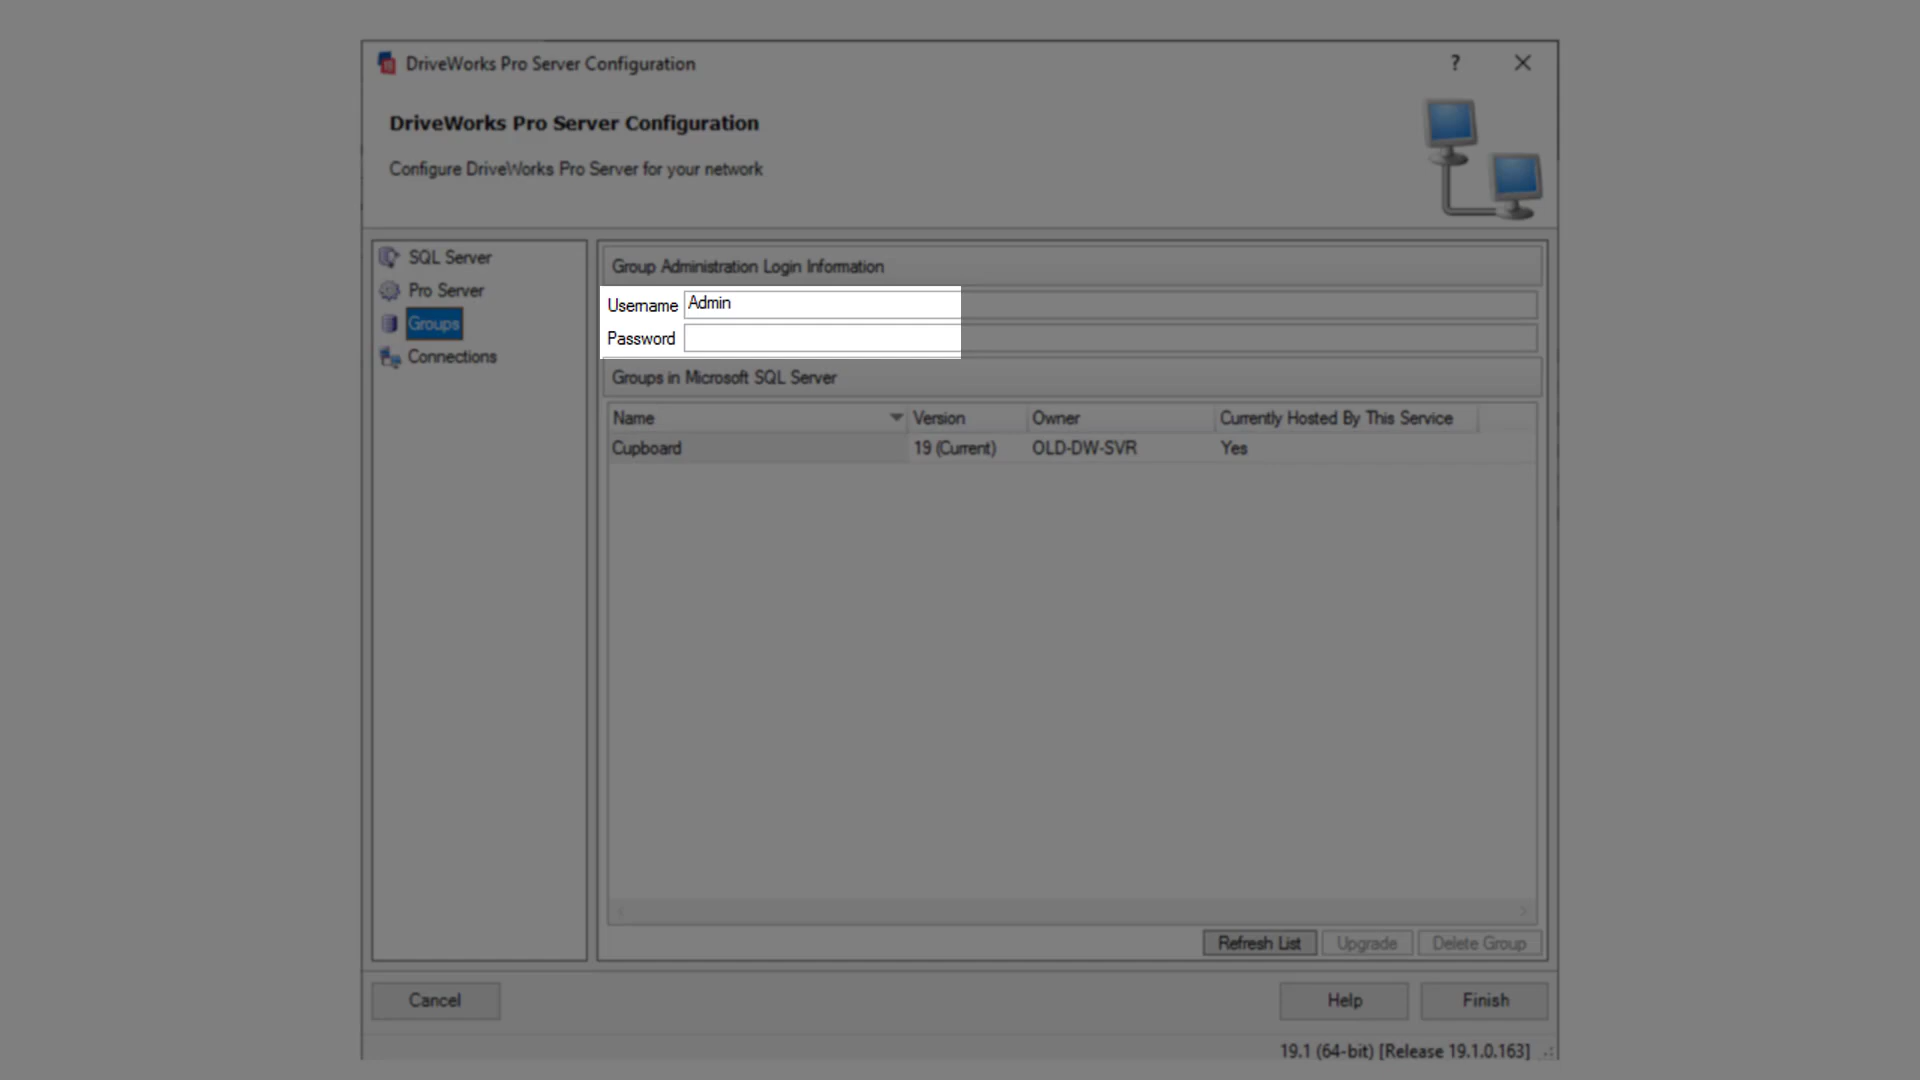 DriveWorks Pro Server Configuration
?
DriveWorks Pro Server Configuration
Configure DriveWorks Pro Server for your network
SQL Server
Pro Server
Groups
Connections
Group Administration Login Information
Username Admin
Password
Groups in Microsoft SQL Server
Name Version Owner Currently Hosted By This Service
Cupboard 19 (Current) OLD-DW-SVR Yes
Refresh List Upgrade Delete Group
Cancel Help Finish
19.1 (64-bit) [Release 19.1.0.163]